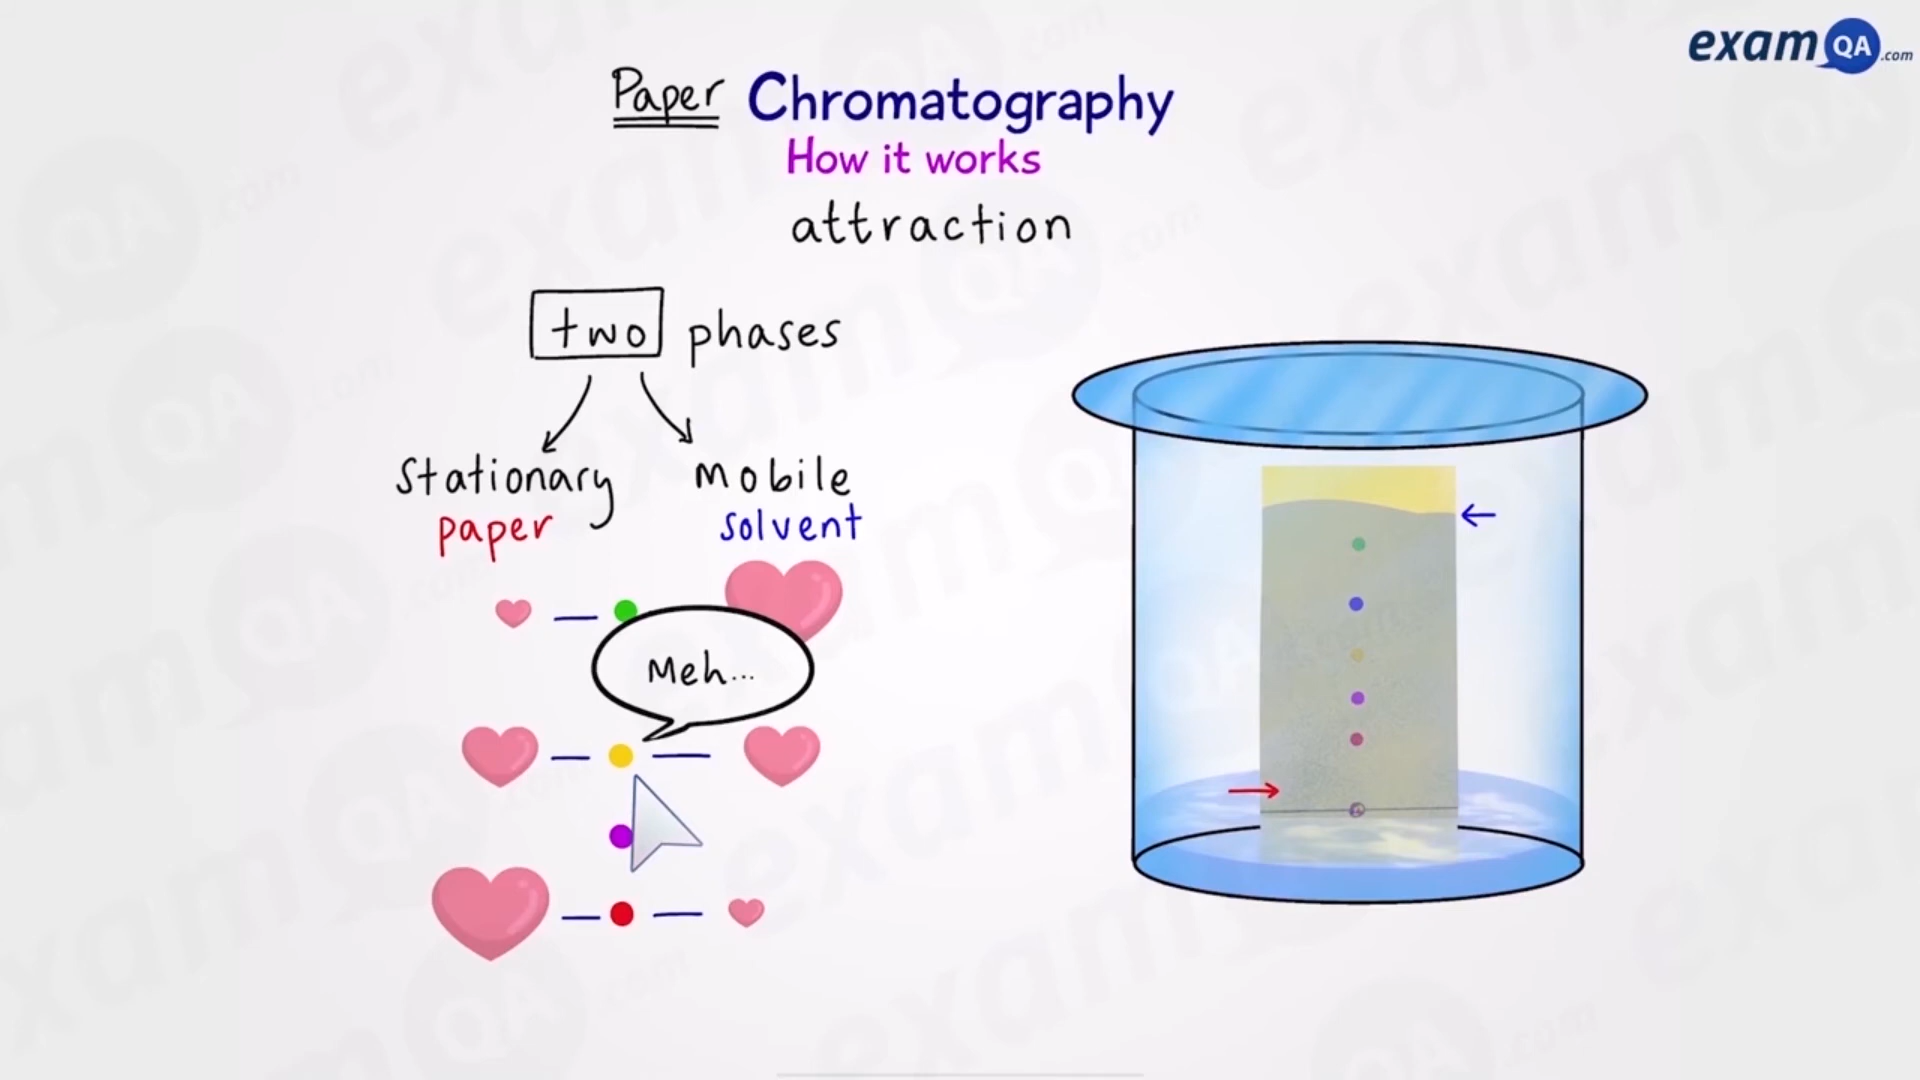 examQA.com
Paper Chromatography
How it works
attraction
two phases
Stationary mobile
paper solvent
Meh...